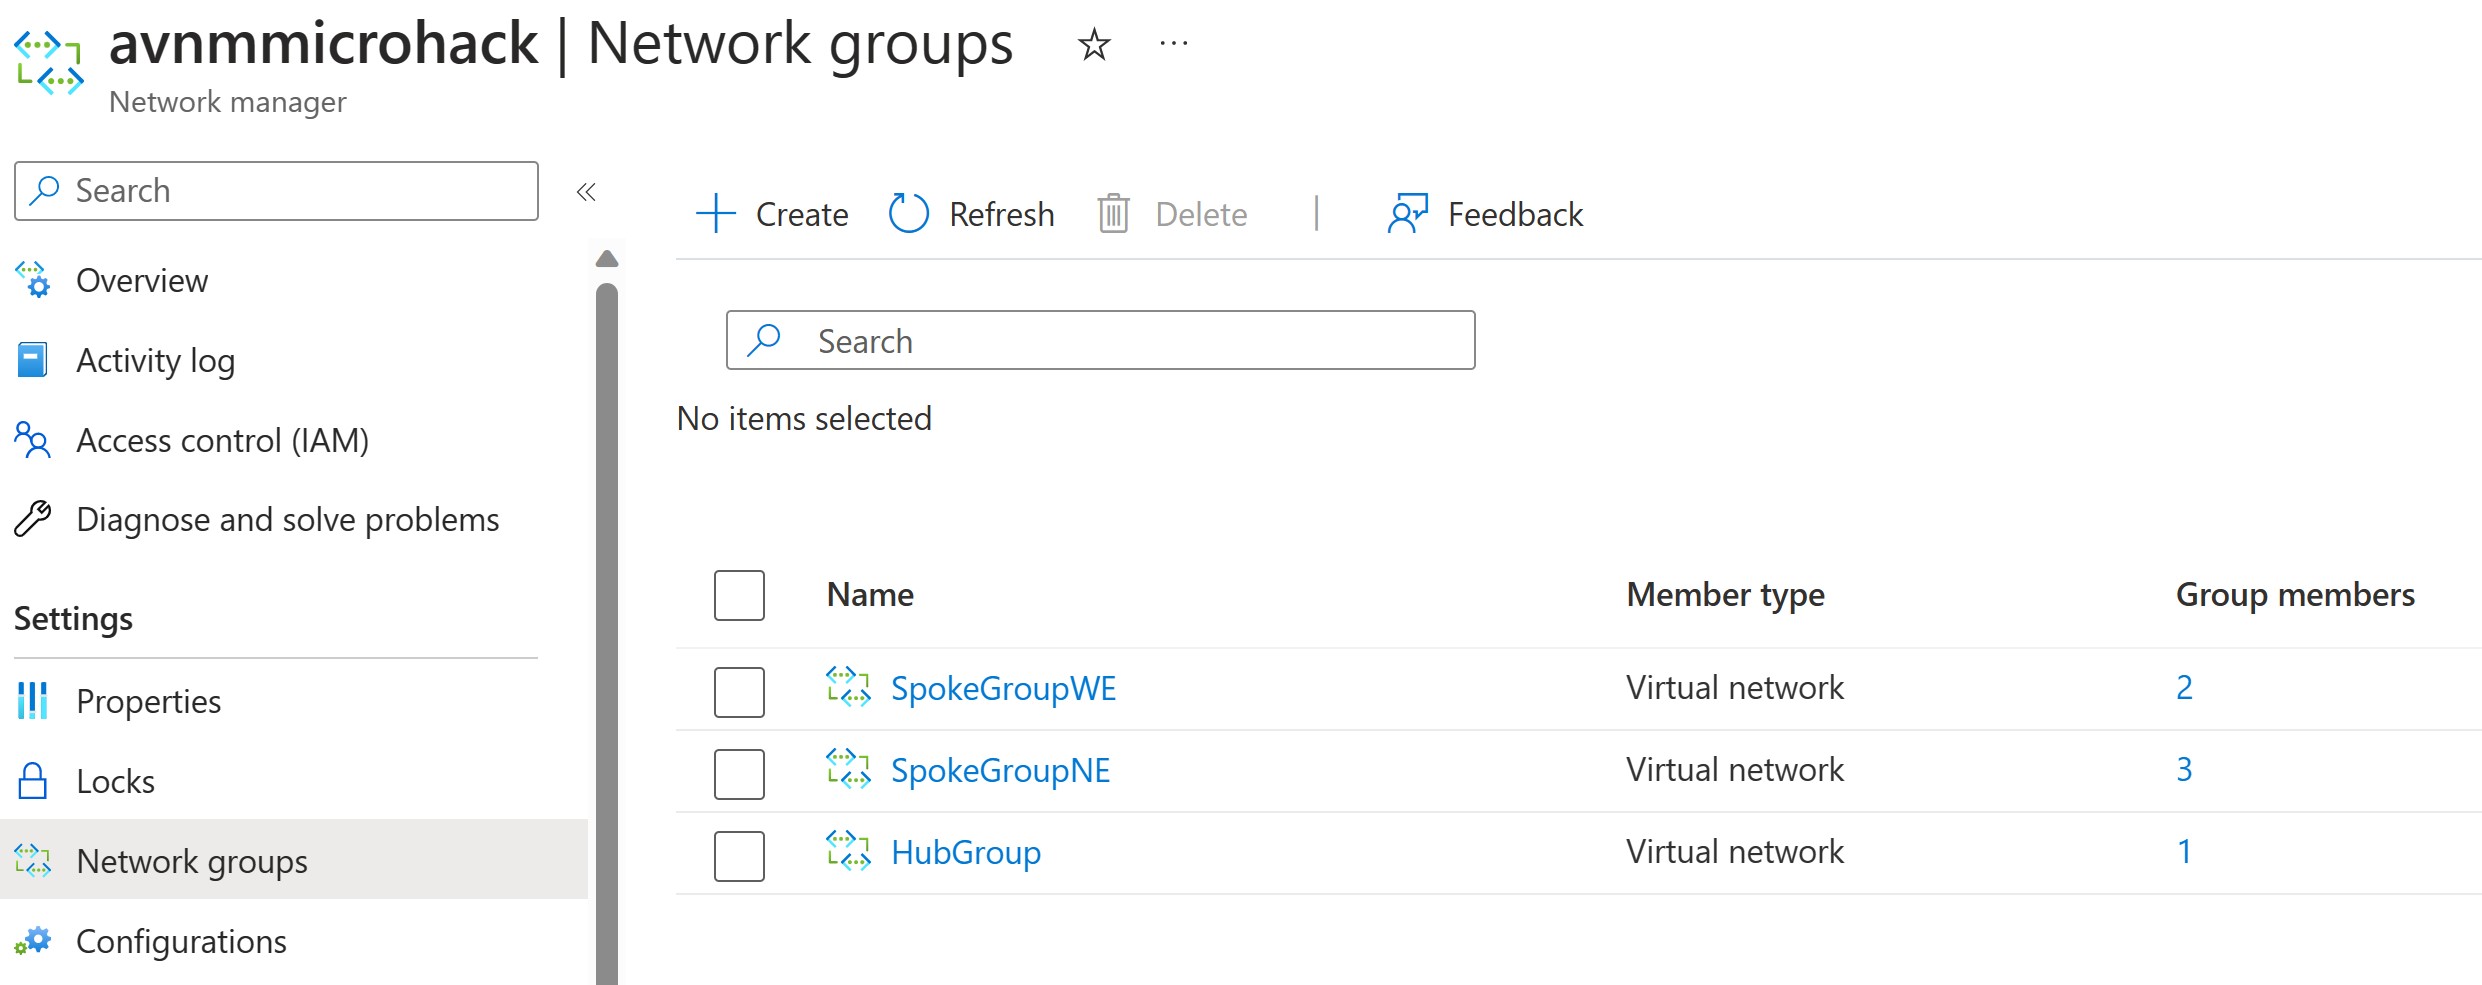 avnmmicrohack | Network groups
Network manager
Search
Overview
Activity log
Access control (IAM)
Diagnose and solve problems
Settings
Properties
Locks
Network groups
Configurations
Create Refresh Delete | Feedback
Search
No items selected
Name Member type Group members
SpokeGroupWE Virtual network 2
SpokeGroupNE Virtual network 3
HubGroup Virtual network 1